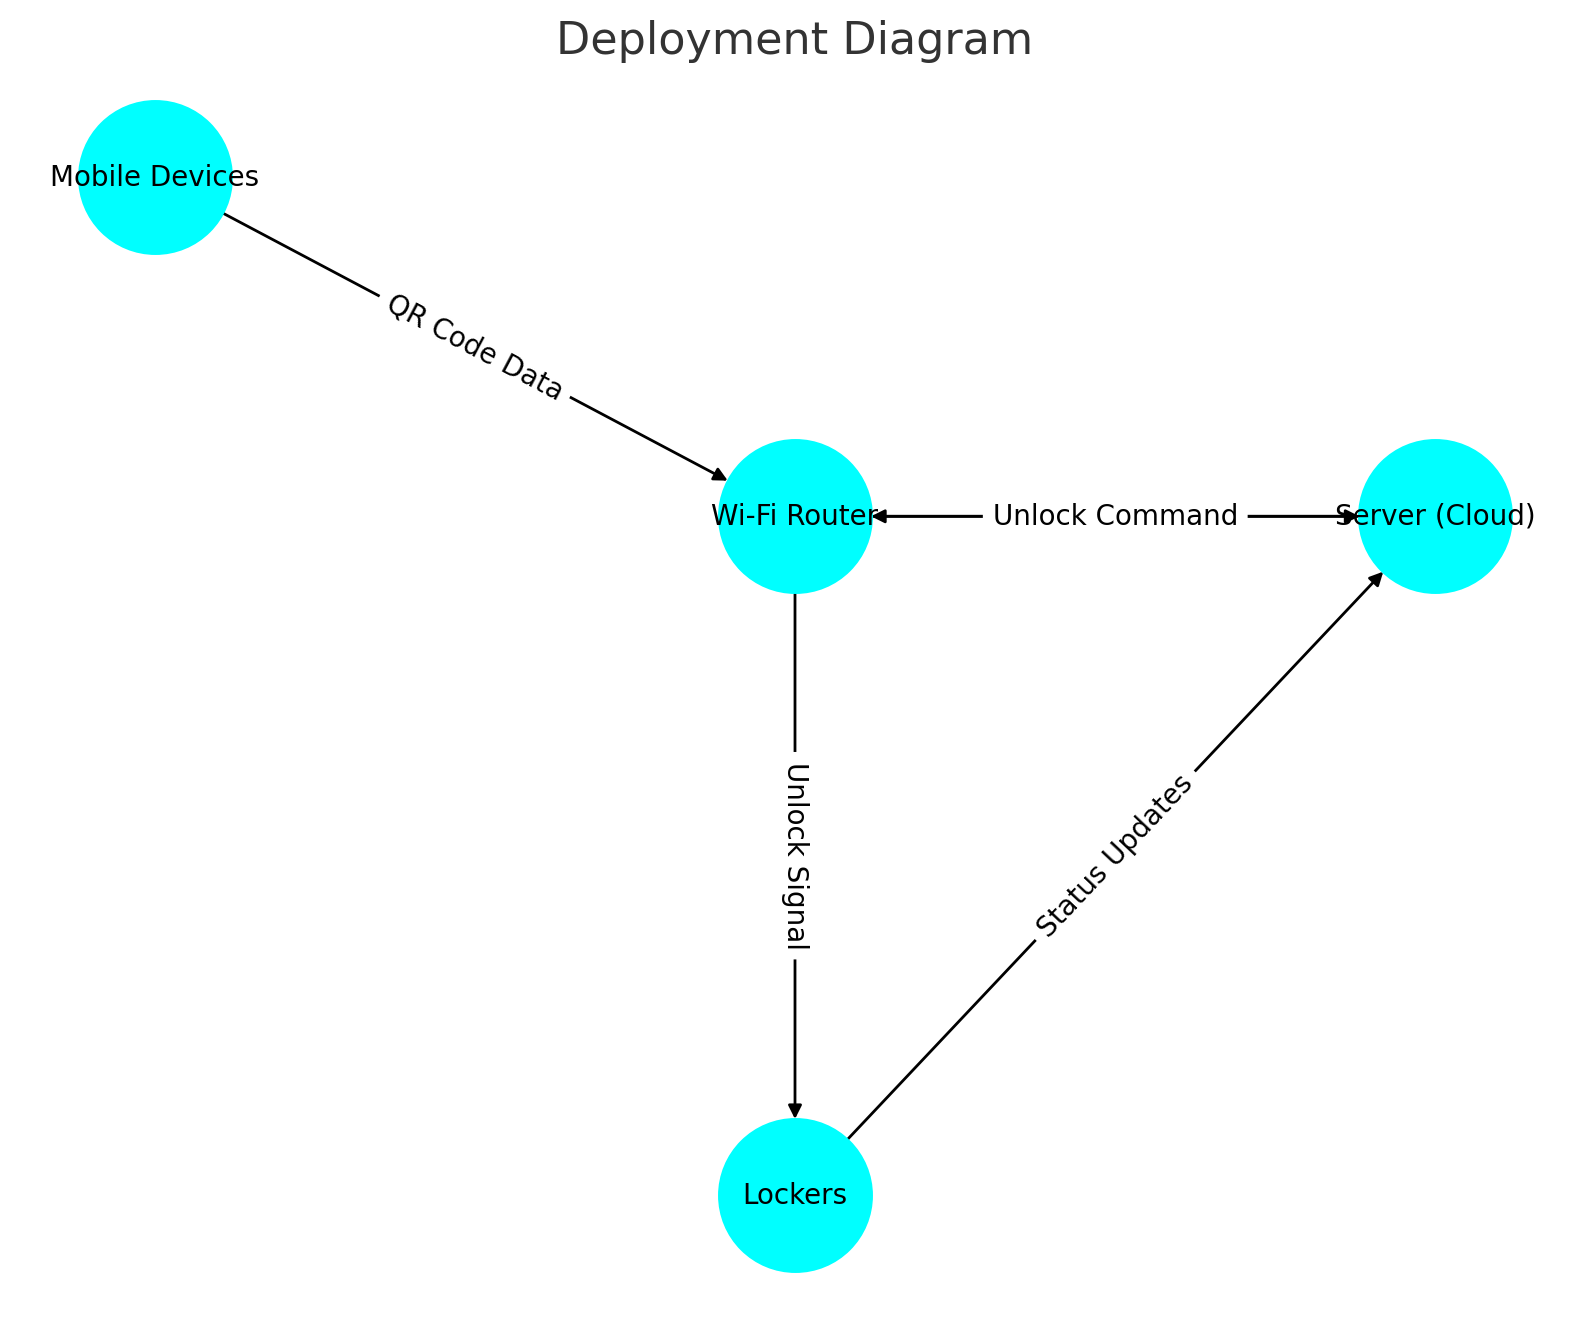 Deployment Diagram
Mobile Devices
QR Code Data
Wi-Fi Router
Unlock Command
Server (Cloud)
Unlock Signal
Status Updates
Lockers